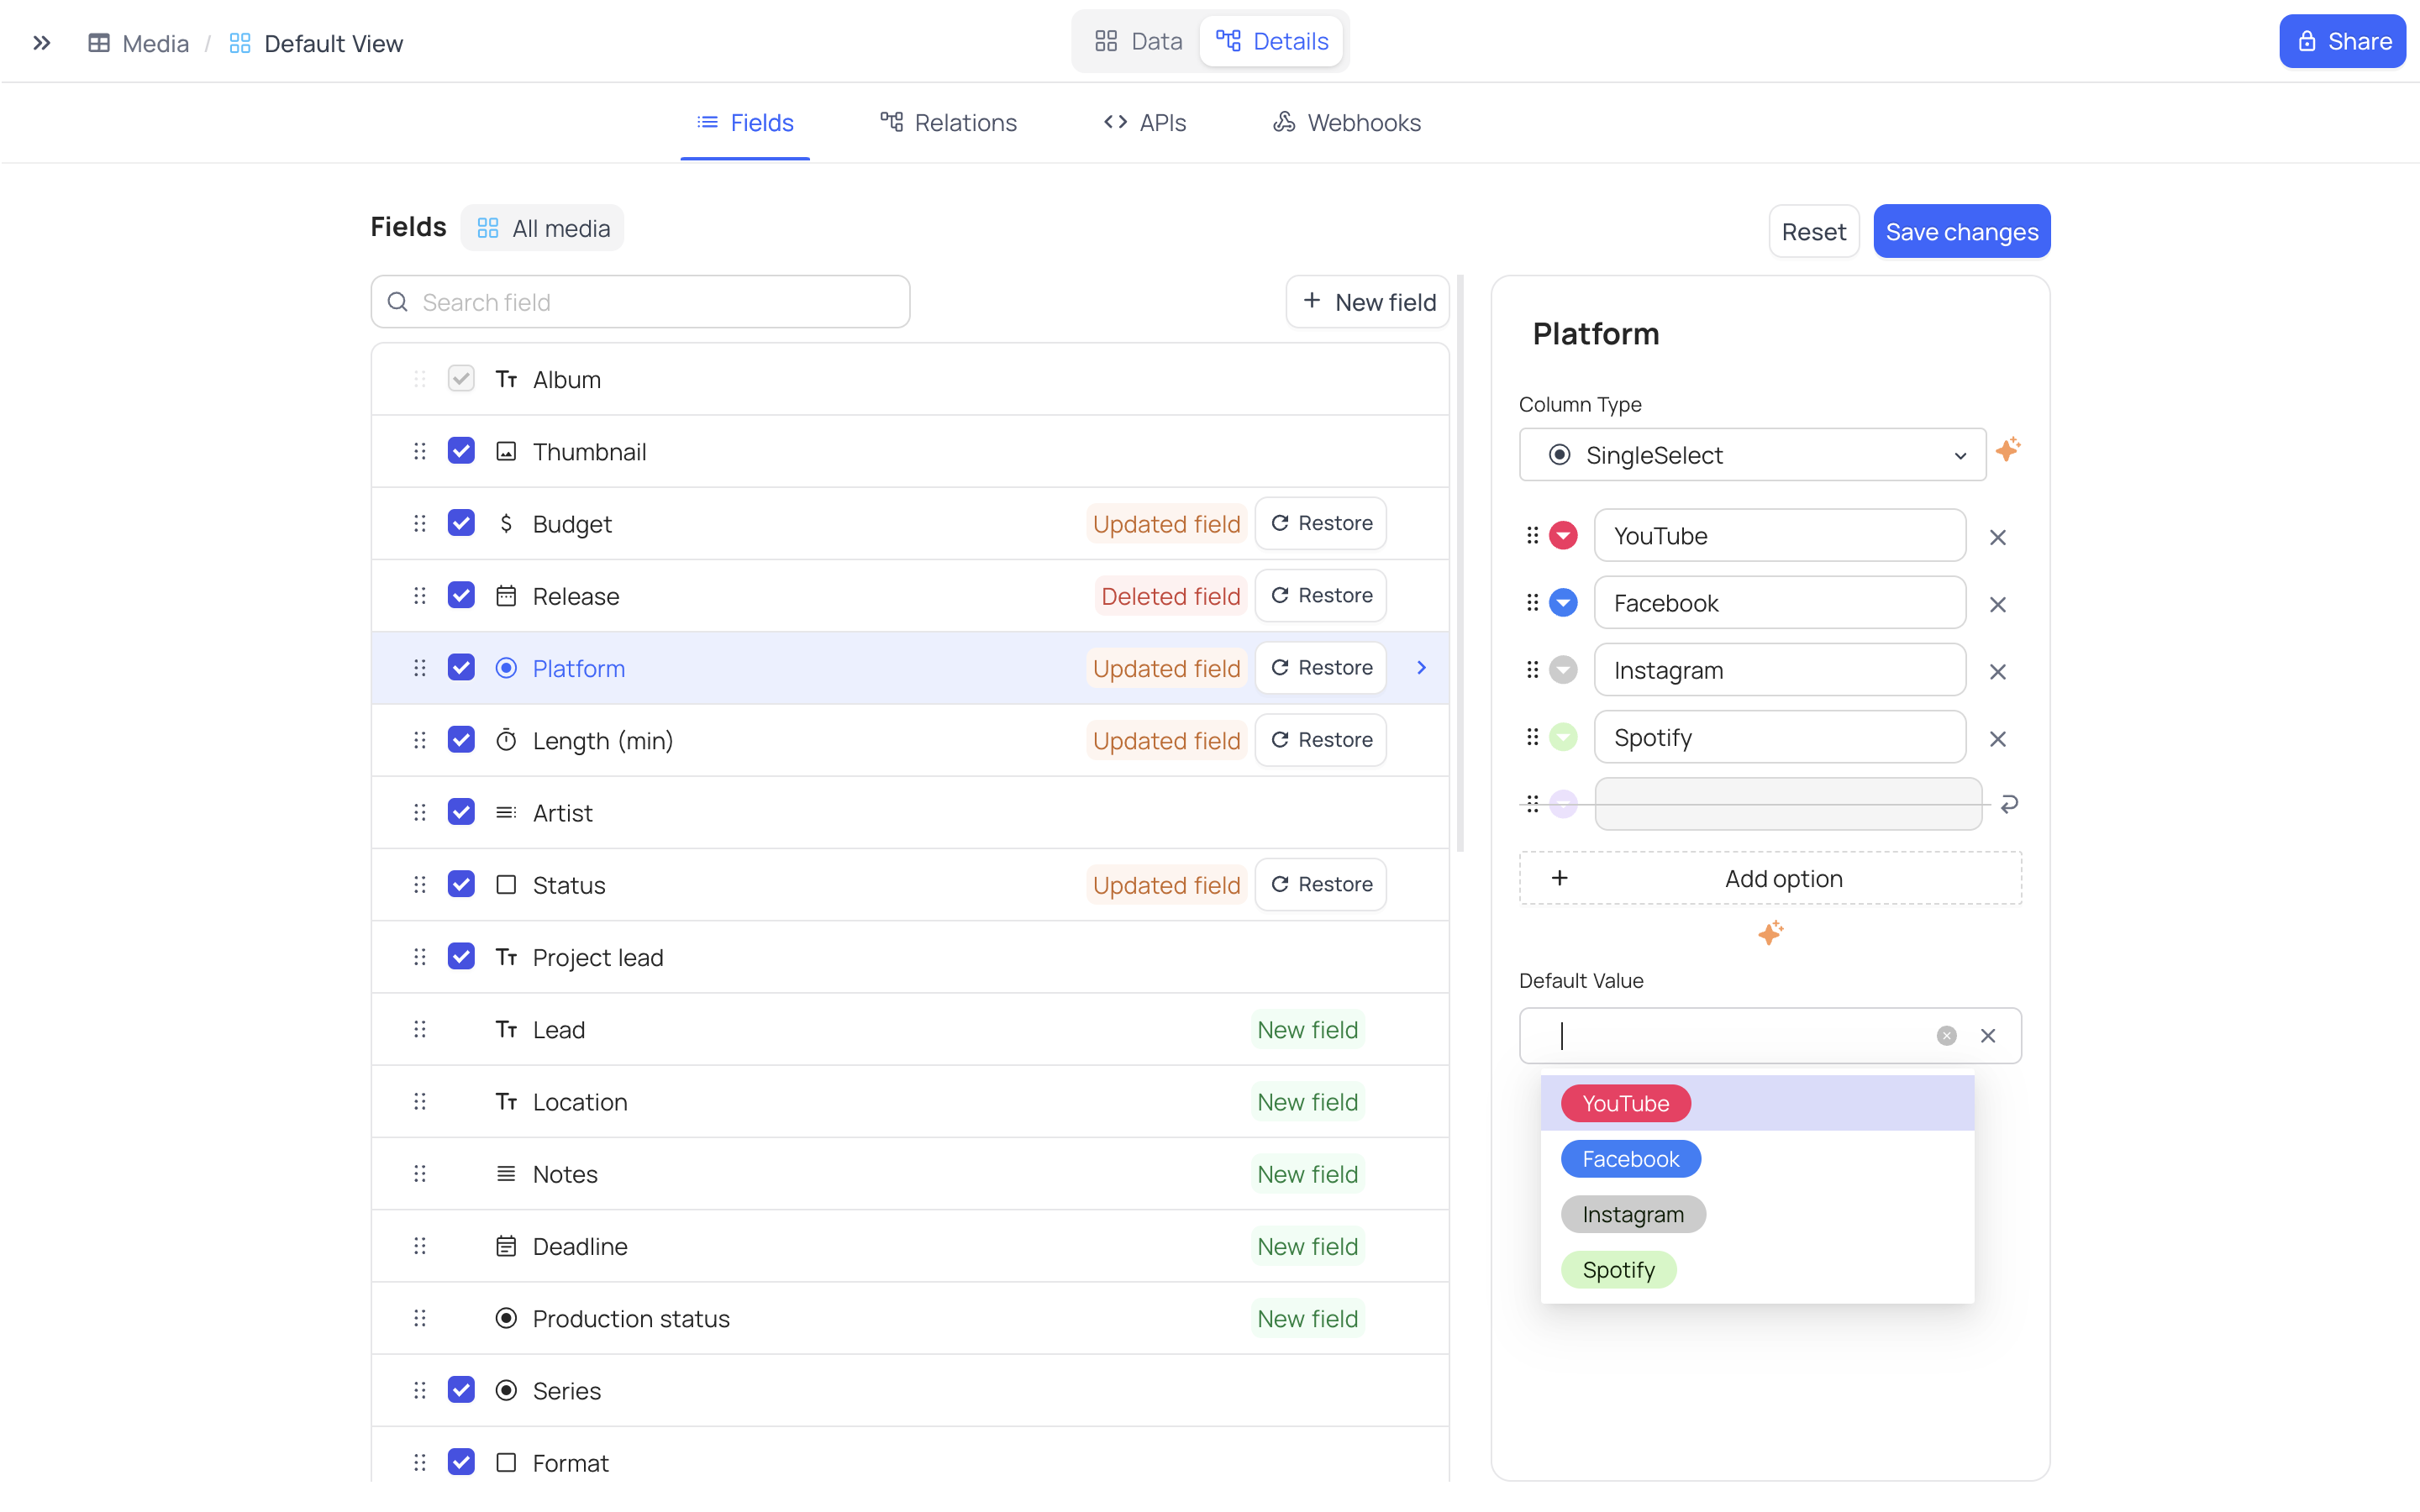 Media / Default View
Data
Details
Share
Fields
Relations
APIs
Webhooks
Fields
All media
Reset
Save changes
Search field
+ New field
Album
Thumbnail
Budget Updated field Restore
Release Deleted field Restore
Platform Updated field Restore
Length (min) Updated field Restore
Artist
Status Updated field Restore
Project lead
Lead New field
Location New field
Notes New field
Deadline New field
Production status New field
Series
Format
Platform
Column Type
SingleSelect
YouTube
Facebook
Instagram
Spotify
+ Add option
Default Value
YouTube
Facebook
Instagram
Spotify